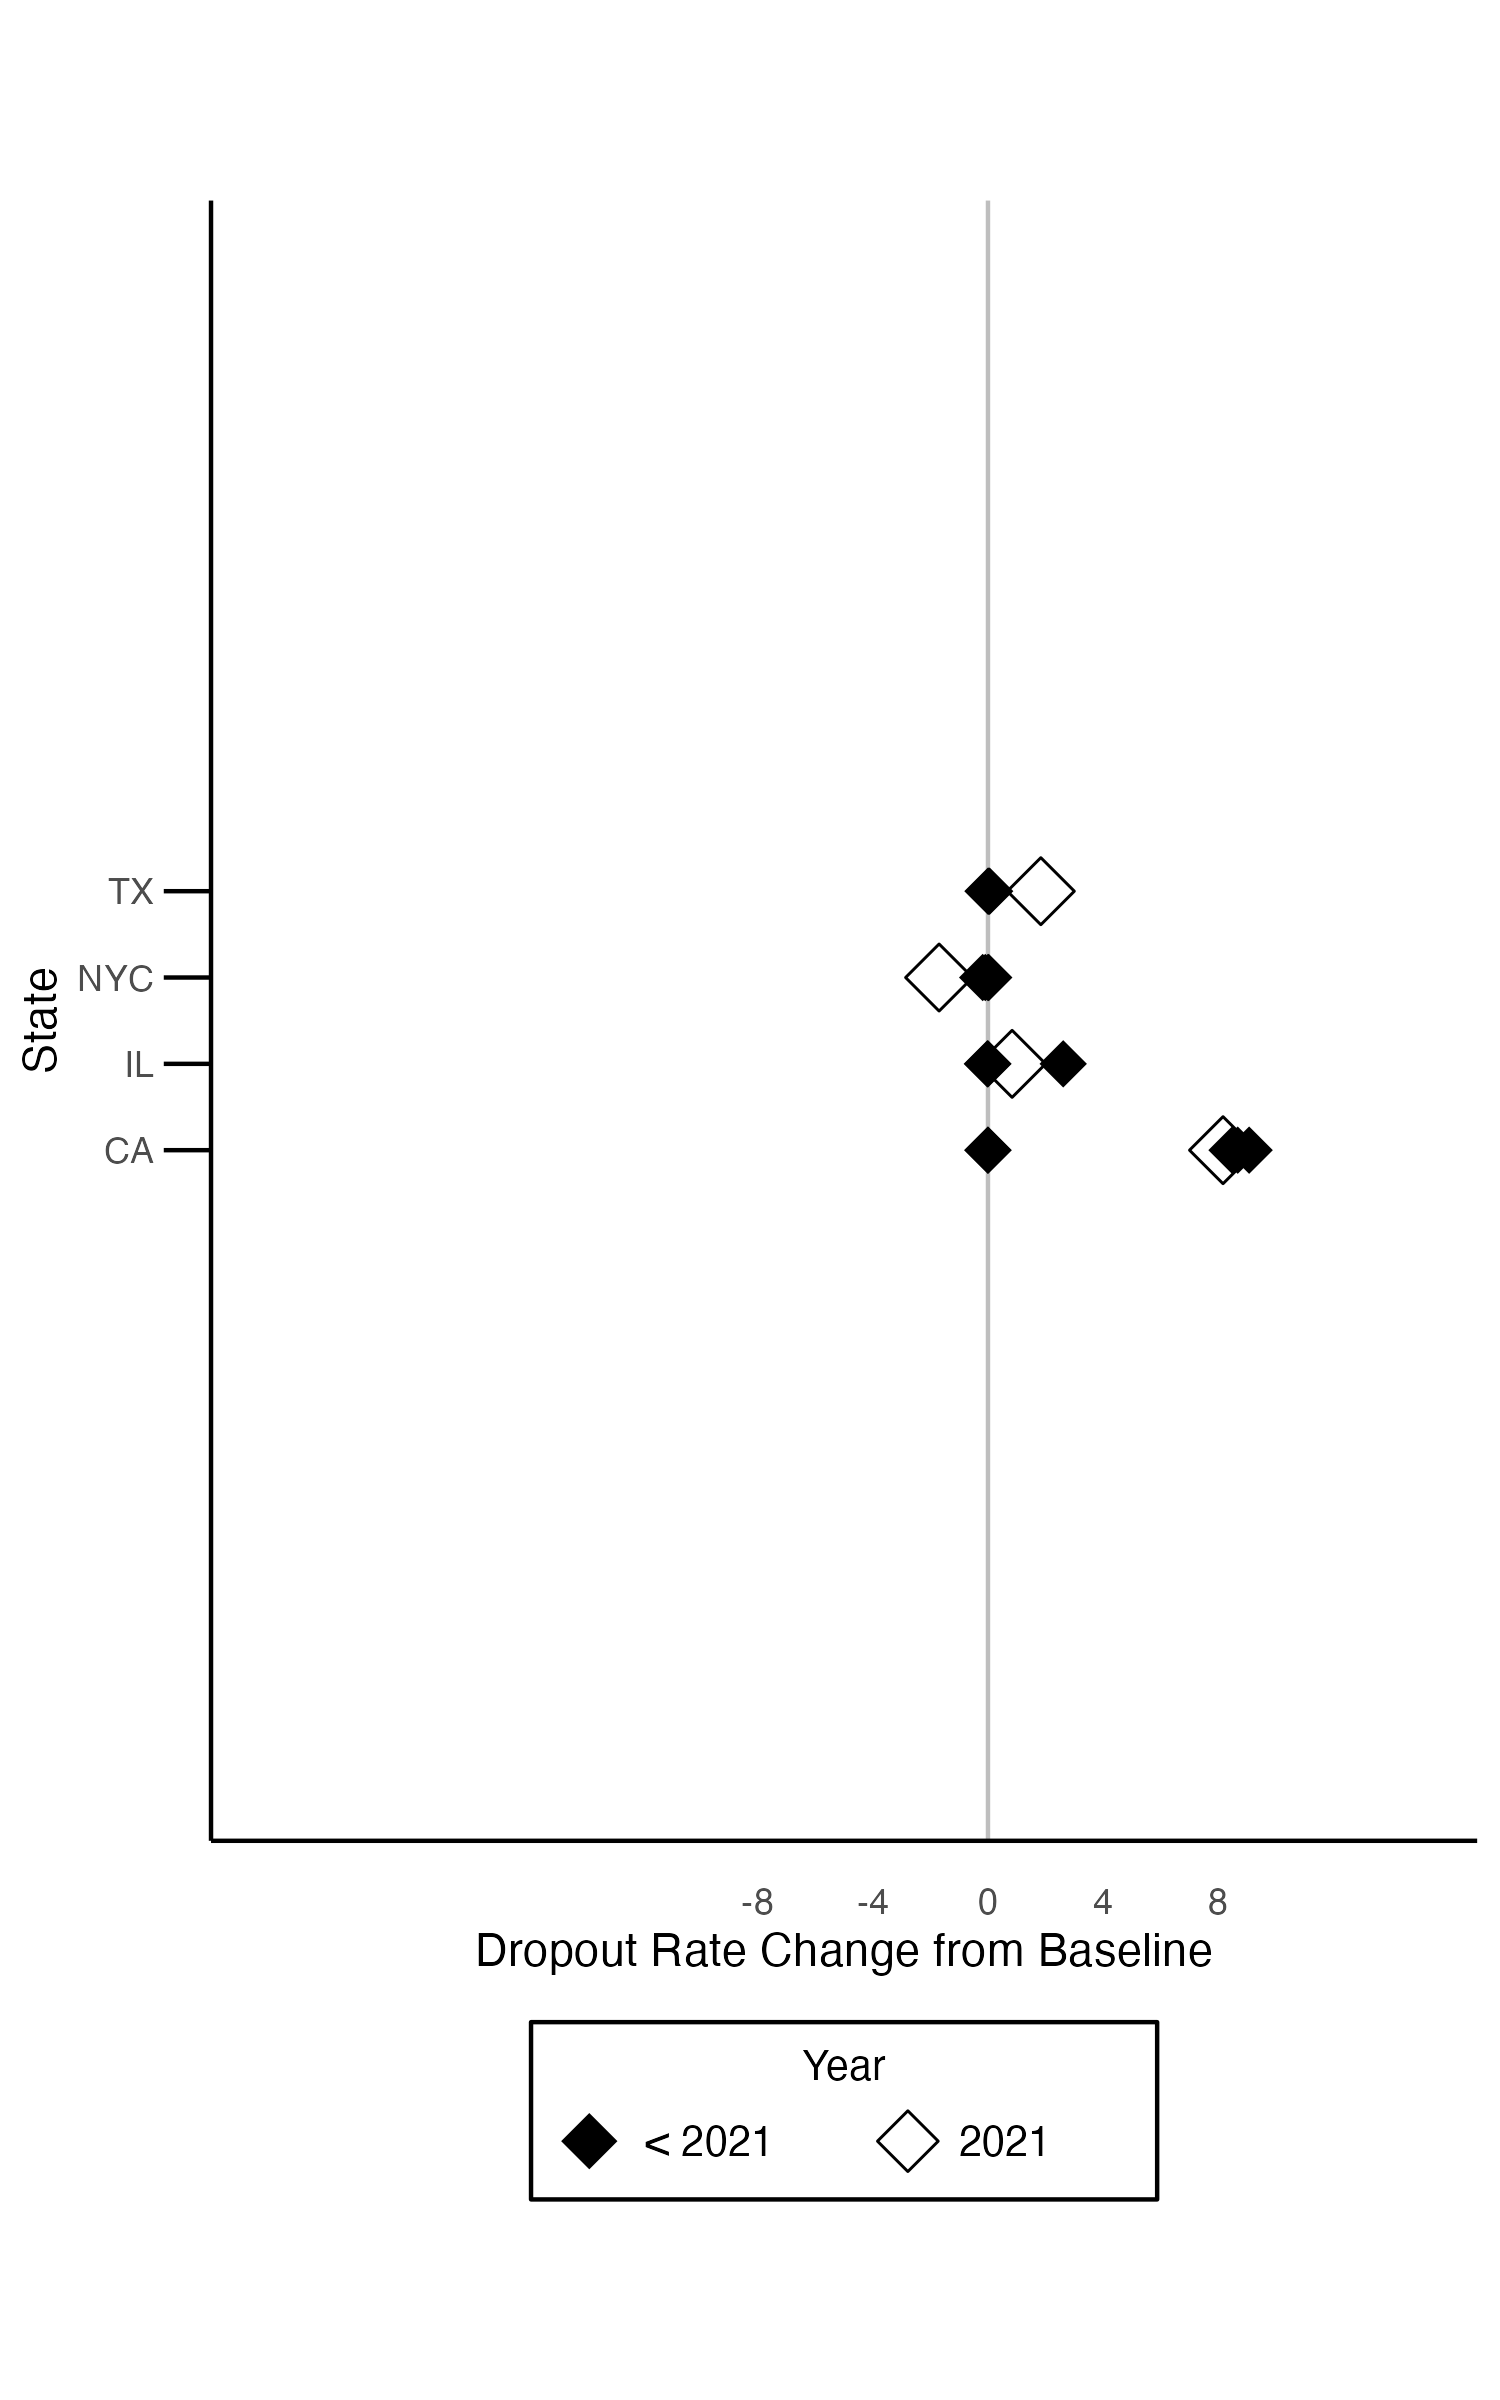 TX
NYC
IL
CA
State
-8 -4 0 4 8
Dropout Rate Change from Baseline
Year
< 2021 2021